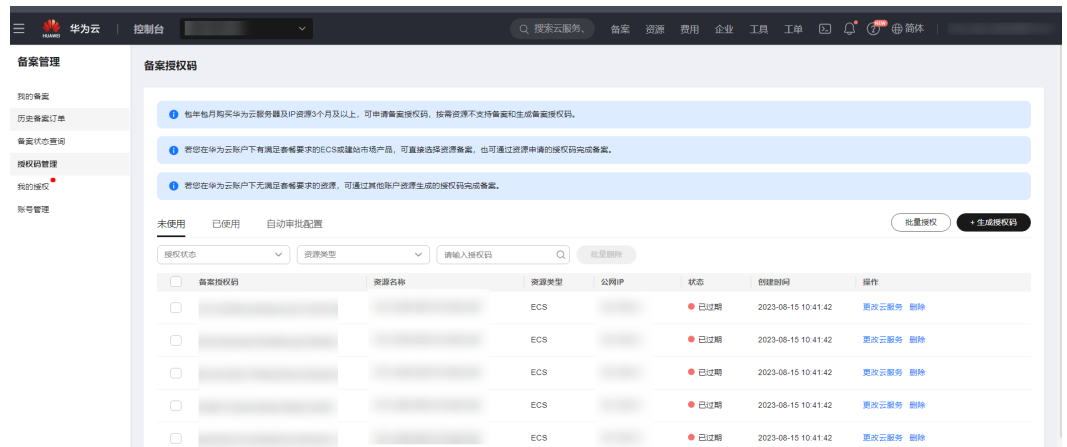 HUAWEI 华为云 控制台 搜索云服务、 备案 资源 费用 企业 工具 工单 简体
备案管理
备案授权码
我的备案
历史备案订单
备案状态查询
授权码管理
我的授权
账号管理
包年包月购买华为云服务器及IP资源3个月及以上，可申请备案授权码，按需资源不支持备案和生成备案授权码。
若您在华为云账户下有满足套餐要求的ECS或建站市场产品，可直接选择资源备案，也可通过资源申请的授权码完成备案。
若您在华为云账户下无满足套餐要求的资源，可通过其他账户资源生成的授权码完成备案。
未使用 已使用 自动审批配置 批量授权 + 生成授权码
授权状态 资源类型 请输入授权码 批量删除
备案授权码 资源名称 资源类型 公网IP 状态 创建时间 操作
ECS 已过期 2023-08-15 10:41:42 更改云服务 删除
ECS 已过期 2023-08-15 10:41:42 更改云服务 删除
ECS 已过期 2023-08-15 10:41:42 更改云服务 删除
ECS 已过期 2023-08-15 10:41:42 更改云服务 删除
ECS 已过期 2023-08-15 10:41:42 更改云服务 删除